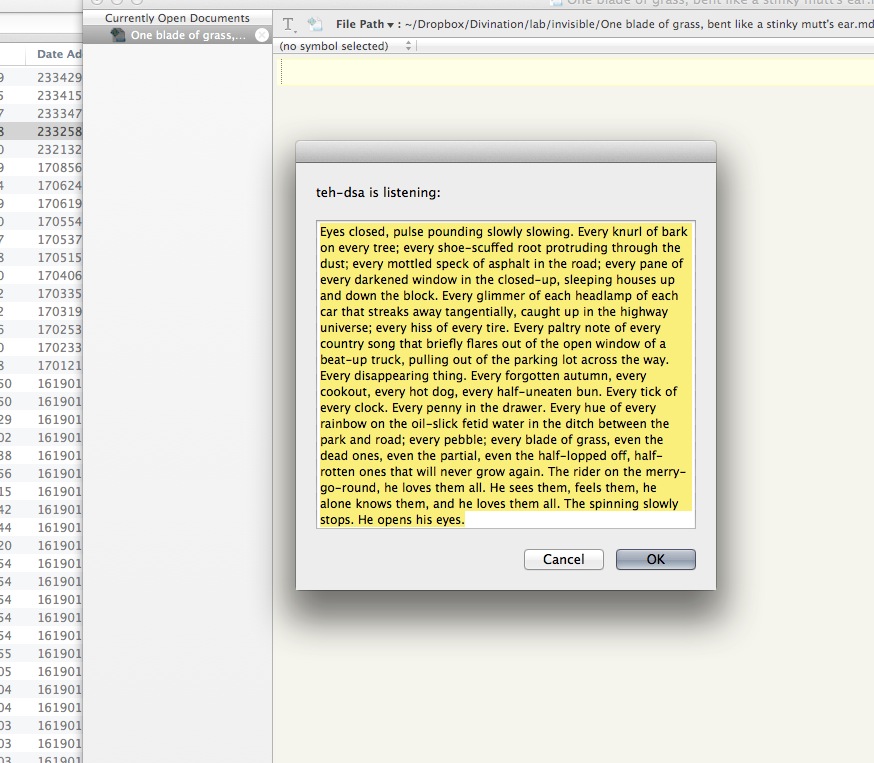 One blade of grass, bent like a stinky mutt's ear.
Currently Open Documents
One blade of grass,...
File Path ▾ : ~/Dropbox/Divination/lab/invisible/One blade of grass, bent like a stinky mutt's ear.md
(no symbol selected)
Date Ad
9 233429
5 233415
7 233347
8 233258
0 232132
9 170856
4 170624
9 170619
0 170554
7 170537
8 170515
0 170406
2 170335
2 170319
6 170253
0 170233
8 170121
50 161901
50 161901
29 161901
02 161901
38 161901
56 161901
15 161901
42 161901
44 161901
20 161901
54 161901
54 161901
54 161901
54 161901
54 161901
55 161901
05 161901
04 161901
04 161901
03 161901
03 161901
03 161901
teh-dsa is listening:
Eyes closed, pulse pounding slowly slowing. Every knurl of bark
on every tree; every shoe-scuffed root protruding through the
dust; every mottled speck of asphalt in the road; every pane of
every darkened window in the closed-up, sleeping houses up
and down the block. Every glimmer of each headlamp of each
car that streaks away tangentially, caught up in the highway
universe; every hiss of every tire. Every paltry note of every
country song that briefly flares out of the open window of a
beat-up truck, pulling out of the parking lot across the way.
Every disappearing thing. Every forgotten autumn, every
cookout, every hot dog, every half-uneaten bun. Every tick of
every clock. Every penny in the drawer. Every hue of every
rainbow on the oil-slick fetid water in the ditch between the
park and road; every pebble; every blade of grass, even the
dead ones, even the partial, even the half-lopped off, half-
rotten ones that will never grow again. The rider on the merry-
go-round, he loves them all. He sees them, feels them, he
alone knows them, and he loves them all. The spinning slowly
stops. He opens his eyes.
Cancel
OK